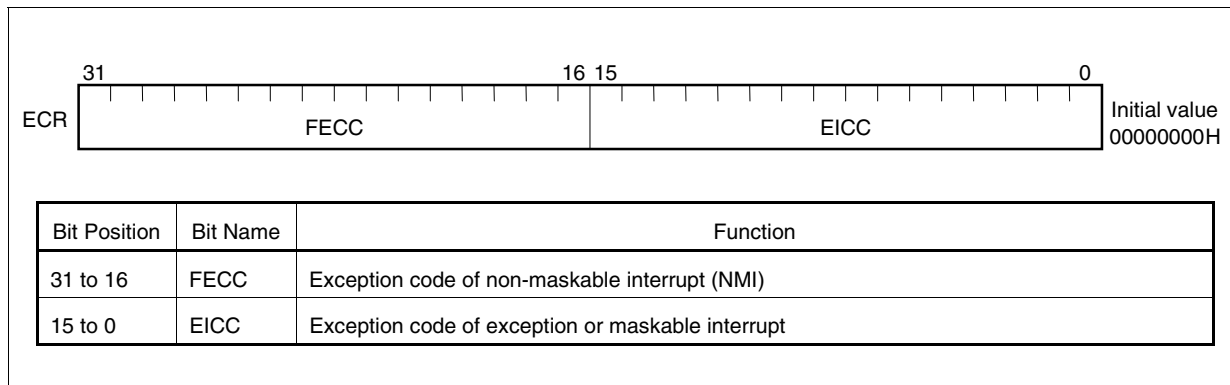 31 16 15 0
ECR FECC EICC Initial value
00000000H
Bit Position Bit Name Function
31 to 16 FECC Exception code of non-maskable interrupt (NMI)
15 to 0 EICC Exception code of exception or maskable interrupt